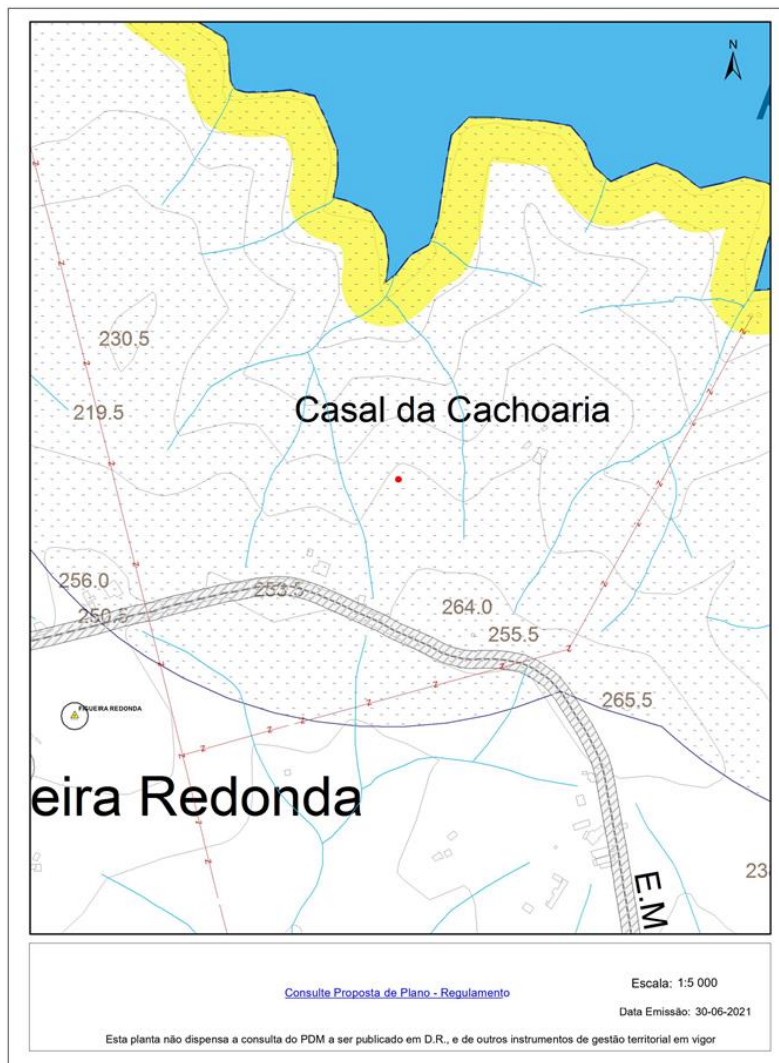 N
A
230.5
219.5
Casal da Cachoaria
256.0
250.5
253.5
264.0
255.5
265.5
FIGUEIRA REDONDA
eira Redonda
E.M
23
Consulte Proposta de Plano - Regulamento
Escala: 1:5 000
Data Emissão: 30-06-2021
Esta planta não dispensa a consulta do PDM a ser publicado em D.R., e de outros instrumentos de gestão territorial em vigor